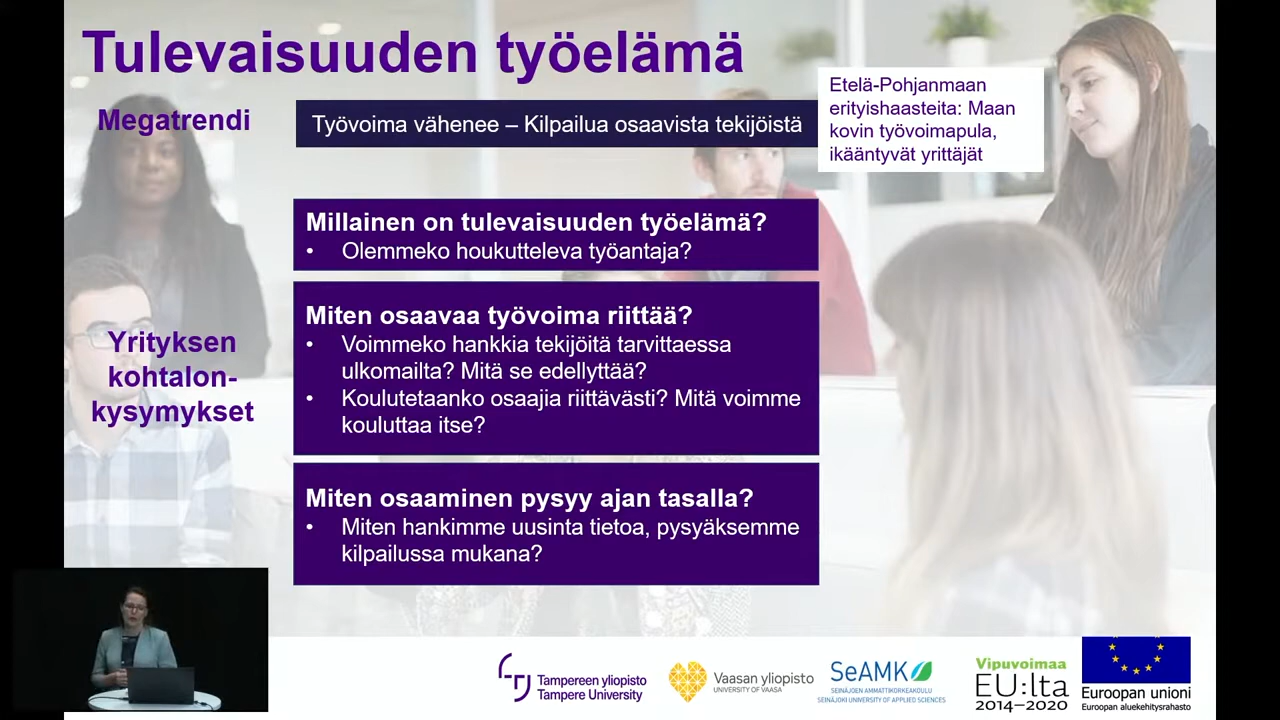 Tulevaisuuden työelämä
Megatrendi
Työvoima vähenee – Kilpailua osaavista tekijöistä
Etelä-Pohjanmaan
erityishaasteita: Maan
kovin työvoimapula,
ikääntyvät yrittäjät
Millainen on tulevaisuuden työelämä?
• Olemmeko houkutteleva työantaja?
Yrityksen
kohtalon-
kysymykset
Miten osaavaa työvoima riittää?
• Voimmeko hankkia tekijöitä tarvittaessa
ulkomailta? Mitä se edellyttää?
• Koulutetaanko osaajia riittävästi? Mitä voimme
kouluttaa itse?
Miten osaaminen pysyy ajan tasalla?
• Miten hankimme uusinta tietoa, pysyäksemme
kilpailussa mukana?
Tampereen yliopisto
Tampere University
Vaasan yliopisto
UNIVERSITY OF VAASA
SeAMK
SEINÄJOEN AMMATTIKORKEAKOULU
SEINÄJOKI UNIVERSITY OF APPLIED SCIENCES
Vipuvoimaa
EU:lta
2014–2020
Euroopan unioni
Euroopan aluekehitysrahasto